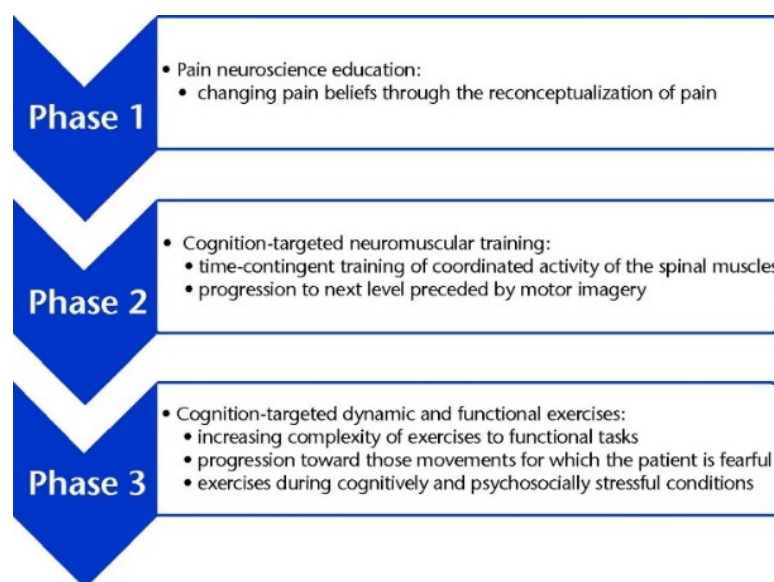 Phase 1
• Pain neuroscience education:
• changing pain beliefs through the reconceptualization of pain
Phase 2
• Cognition-targeted neuromuscular training:
• time-contingent training of coordinated activity of the spinal muscles
• progression to next level preceded by motor imagery
Phase 3
• Cognition-targeted dynamic and functional exercises:
• increasing complexity of exercises to functional tasks
• progression toward those movements for which the patient is fearful
• exercises during cognitively and psychosocially stressful conditions